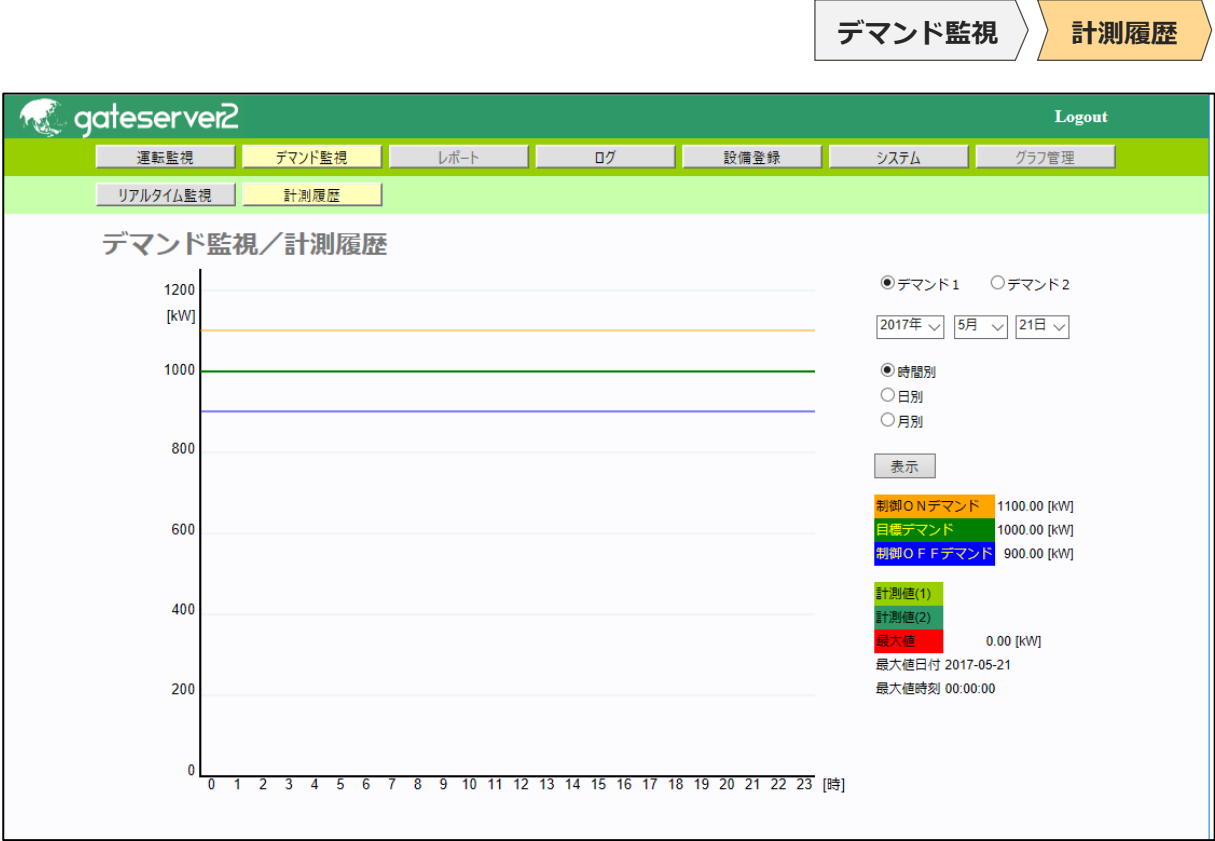 デマンド監視 計測履歴
gateserver2 Logout
運転監視 デマンド監視 レポート ログ 設備登録 システム グラフ管理
リアルタイム監視 計測履歴
デマンド監視／計測履歴
1200
[kW]
1000
800
600
400
200
0
0 1 2 3 4 5 6 7 8 9 10 11 12 13 14 15 16 17 18 19 20 21 22 23 [時]
デマンド1 デマンド2
2017年 5月 21日
時間別
日別
月別
表示
制御ＯＮデマンド 1100.00 [kW]
目標デマンド 1000.00 [kW]
制御ＯＦＦデマンド 900.00 [kW]
計測値(1)
計測値(2)
最大値 0.00 [kW]
最大値日付 2017-05-21
最大値時刻 00:00:00